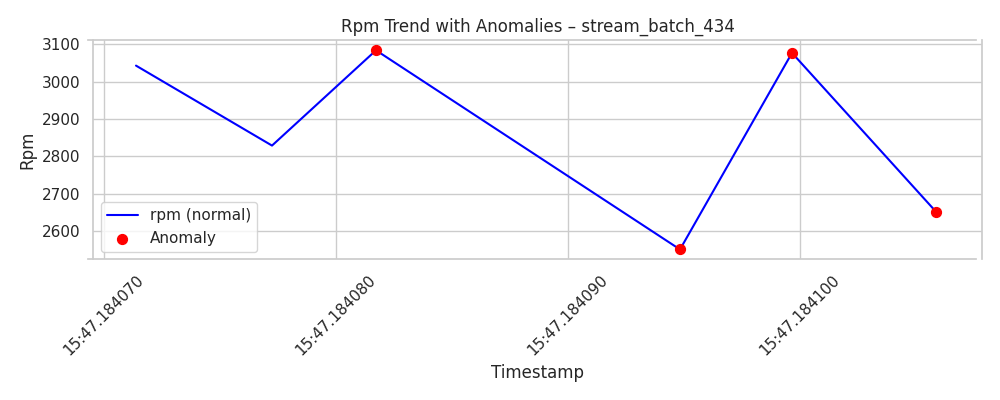 Rpm Trend with Anomalies – stream_batch_434
Rpm
3100
3000
2900
2800
2700
2600
rpm (normal)
Anomaly
15:47.184070
15:47.184080
15:47.184090
15:47.184100
Timestamp